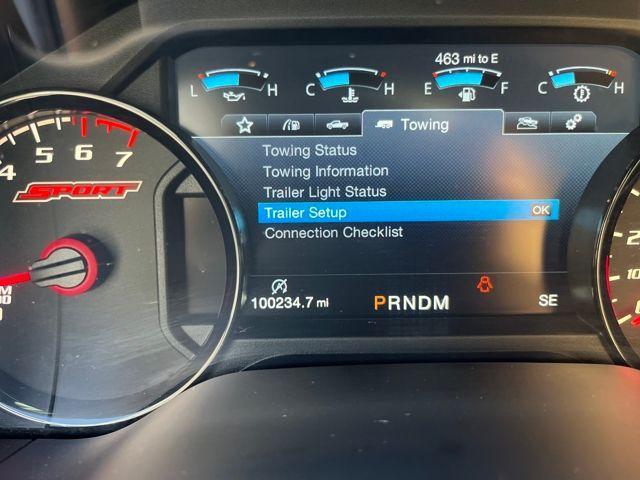 463 mi to E
L H C H E F C H
Towing
Towing Status
Towing Information
Trailer Light Status
Trailer Setup OK
Connection Checklist
100234.7 mi PRNDM SE
4 5 6 7
SPORT